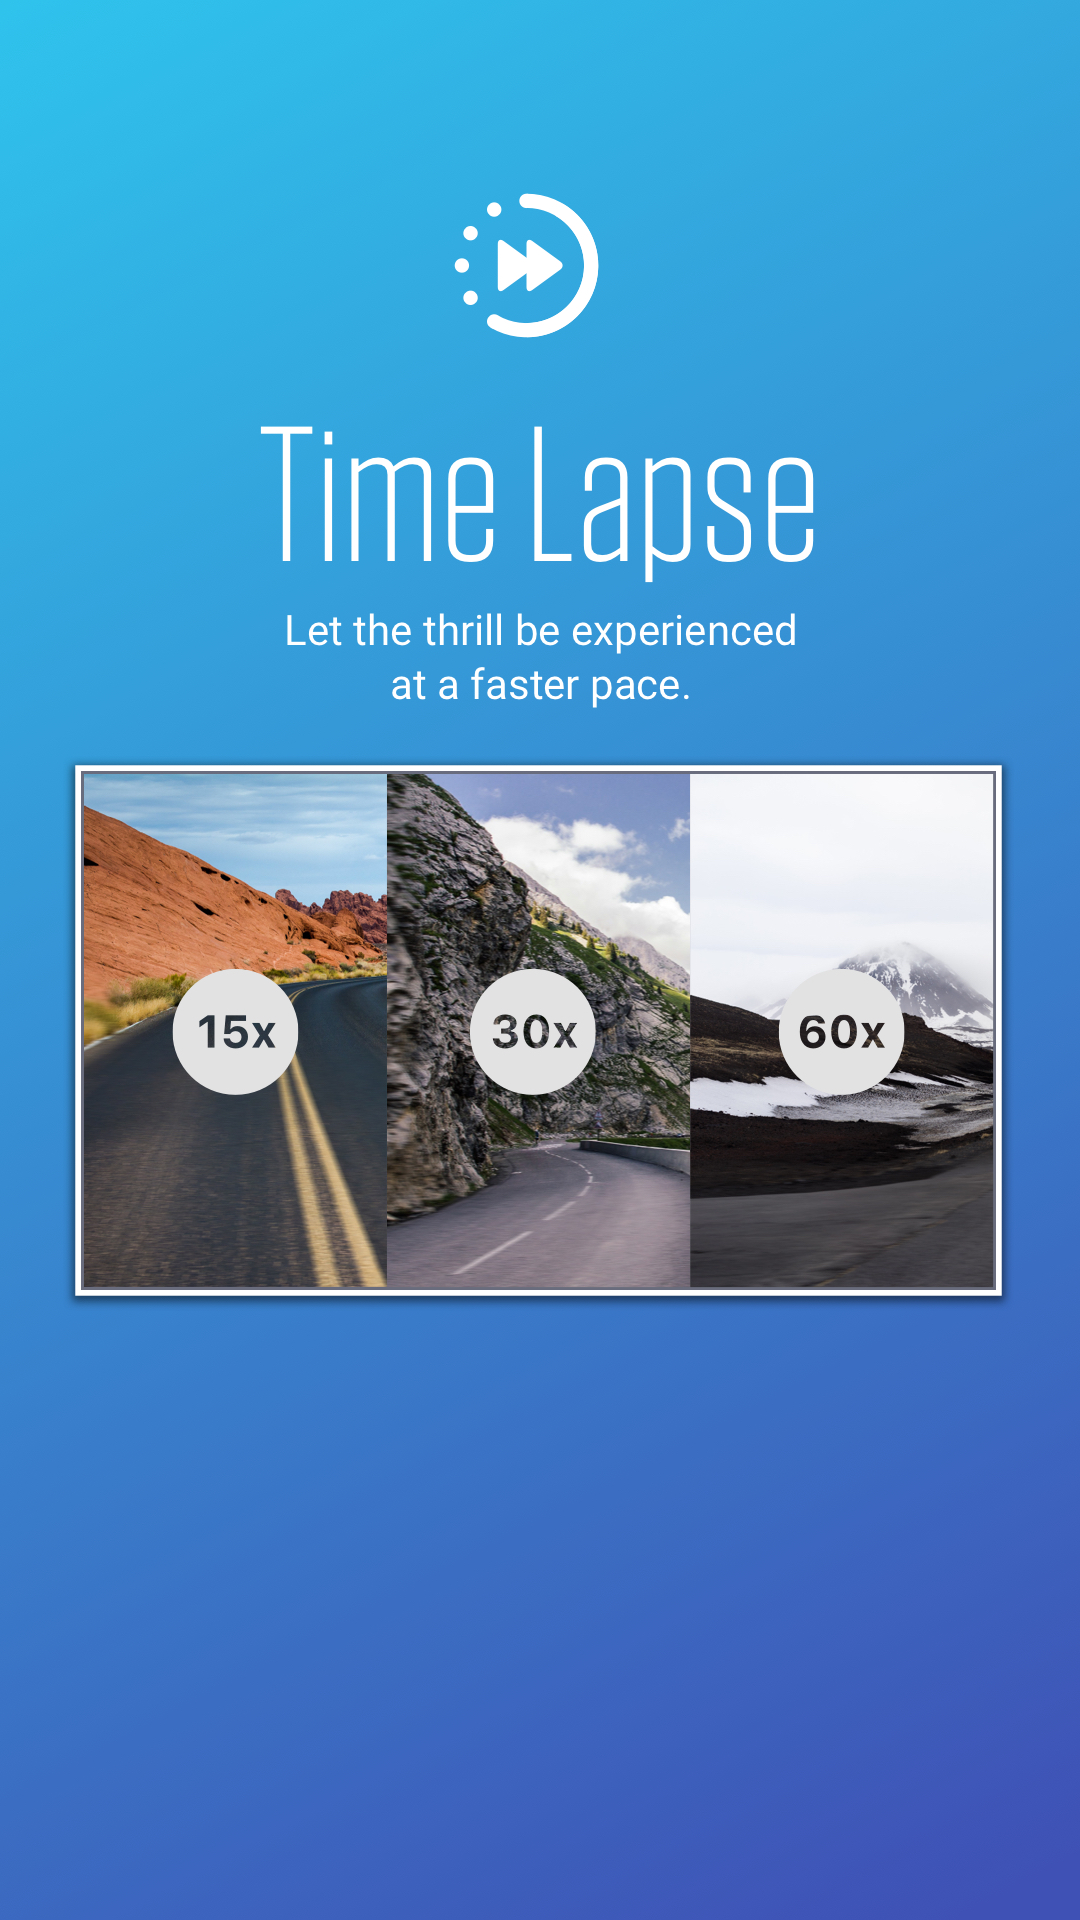 Time Lapse
Let the thrill be experienced
at a faster pace.
15x 30x 60x